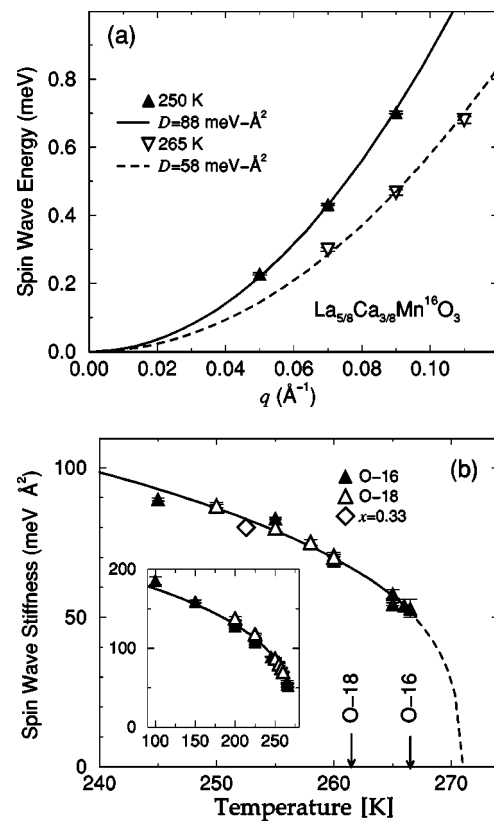 (a)
Spin Wave Energy (meV)
0.8
0.6
0.4
0.2
0.0
▲ 250 K
D=88 meV−Å²
▽ 265 K
D=58 meV−Å²
La₅/₈Ca₃/₈Mn¹⁶O₃
0.00 0.02 0.04 0.06 0.08 0.10
q (Å⁻¹)
(b)
Spin Wave Stiffness (meV Å²)
100
50
0
▲ O−16
△ O−18
◇ x=0.33
200
100
0
100 150 200 250
O−18
O−16
240 250 260 270
Temperature [K]